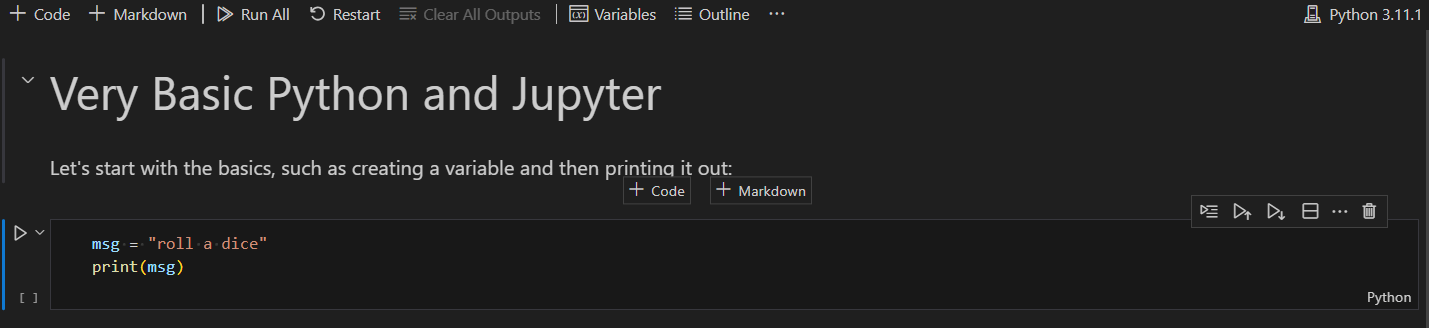 + Code + Markdown | Run All Restart Clear All Outputs | Variables Outline ... Python 3.11.1
Very Basic Python and Jupyter
Let's start with the basics, such as creating a variable and then printing it out:
+ Code + Markdown
msg = "roll a dice"
print(msg)
[ ]
Python